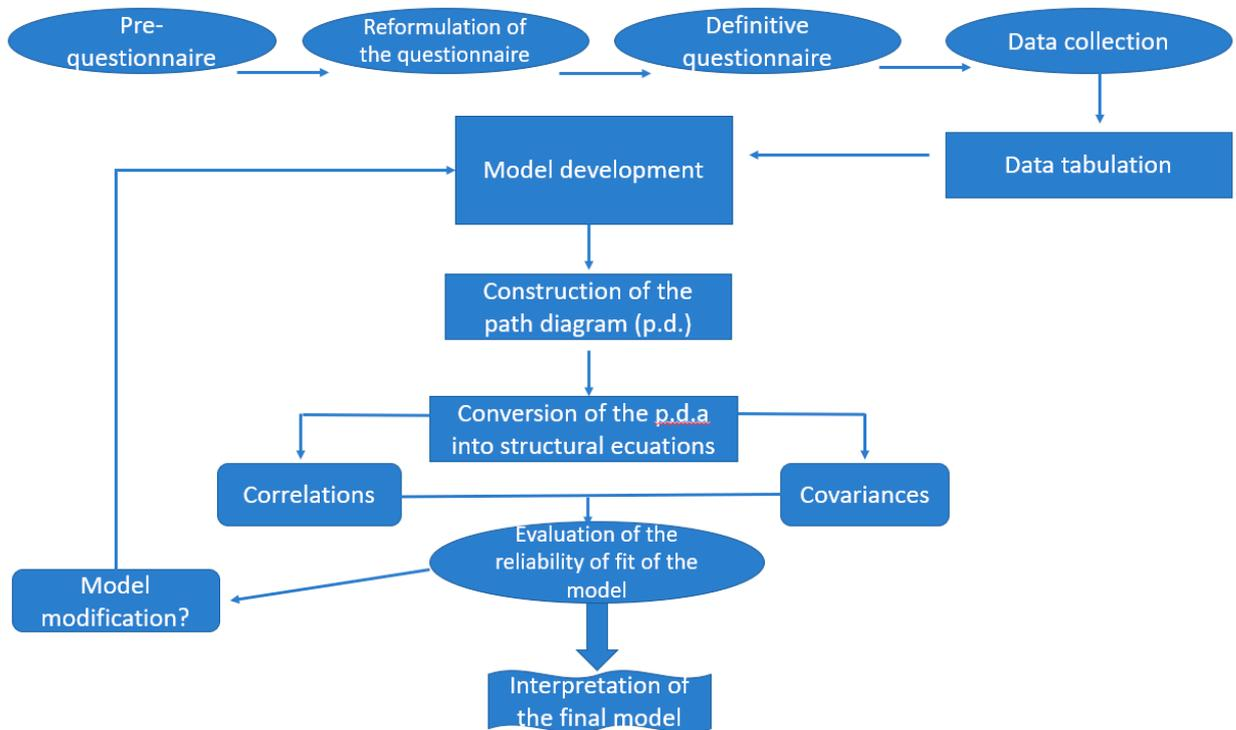 Pre-
questionnaire
Reformulation of
the questionnaire
Definitive
questionnaire
Data collection
Model development
Data tabulation
Construction of the
path diagram (p.d.)
Conversion of the p.d.a
into structural ecuations
Correlations
Covariances
Evaluation of the
reliability of fit of the
model
Model
modification?
Interpretation of
the final model